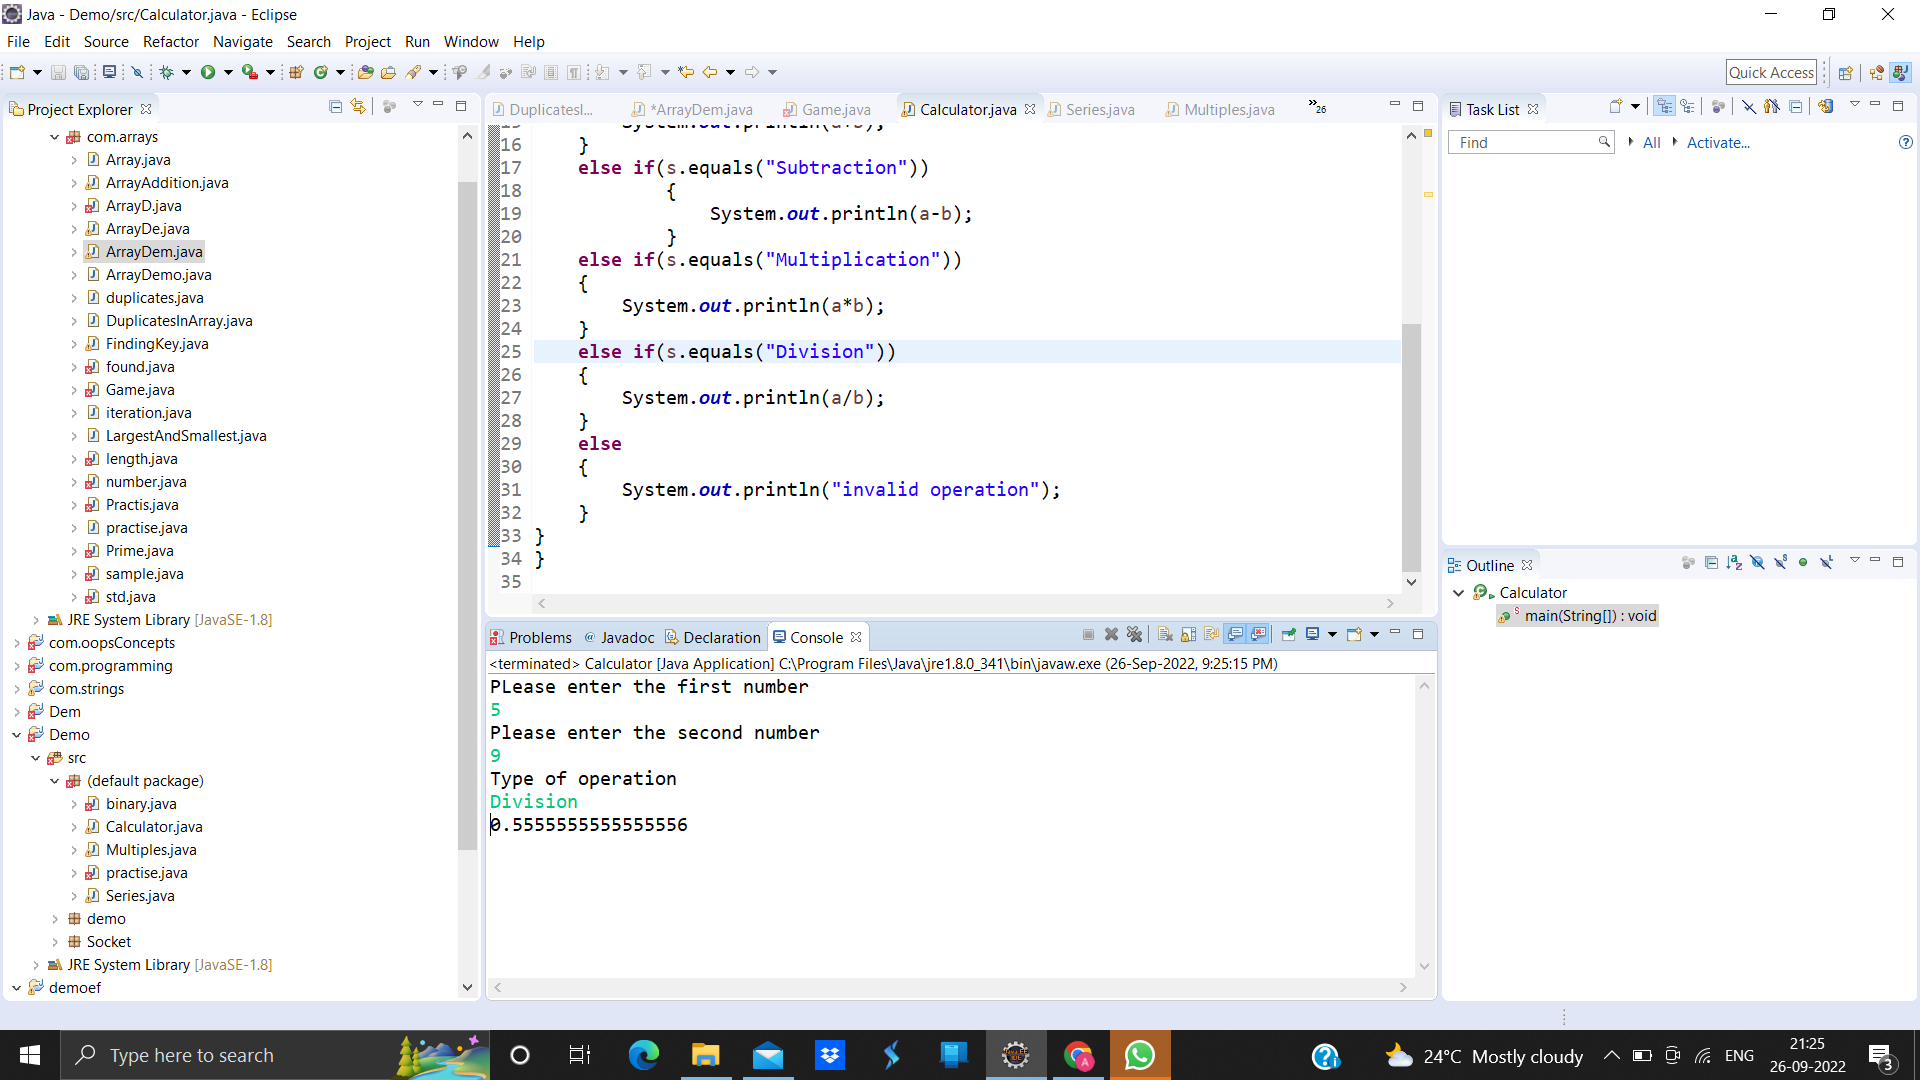 Java - Demo/src/Calculator.java - Eclipse
File Edit Source Refactor Navigate Search Project Run Window Help
Quick Access
Project Explorer
com.arrays
Array.java
ArrayAddition.java
ArrayD.java
ArrayDe.java
ArrayDem.java
ArrayDemo.java
duplicates.java
DuplicatesInArray.java
FindingKey.java
found.java
Game.java
iteration.java
LargestAndSmallest.java
length.java
number.java
Practis.java
practise.java
Prime.java
sample.java
std.java
JRE System Library [JavaSE-1.8]
com.oopsConcepts
com.programming
com.strings
Dem
Demo
src
(default package)
binary.java
Calculator.java
Multiples.java
practise.java
Series.java
demo
Socket
JRE System Library [JavaSE-1.8]
demoef
DuplicatesI... *ArrayDem.java Game.java Calculator.java Series.java Multiples.java »26
16 }
17 else if(s.equals("Subtraction"))
18 {
19 System.out.println(a-b);
20 }
21 else if(s.equals("Multiplication"))
22 {
23 System.out.println(a*b);
24 }
25 else if(s.equals("Division"))
26 {
27 System.out.println(a/b);
28 }
29 else
30 {
31 System.out.println("invalid operation");
32 }
33 }
34 }
35
Problems @ Javadoc Declaration Console
<terminated> Calculator [Java Application] C:\Program Files\Java\jre1.8.0_341\bin\javaw.exe (26-Sep-2022, 9:25:15 PM)
PLease enter the first number
5
Please enter the second number
9
Type of operation
Division
0.5555555555555556
Task List
Find All Activate...
Outline
Calculator
main(String[]) : void
Type here to search
24°C Mostly cloudy
ENG
21:25
26-09-2022
3